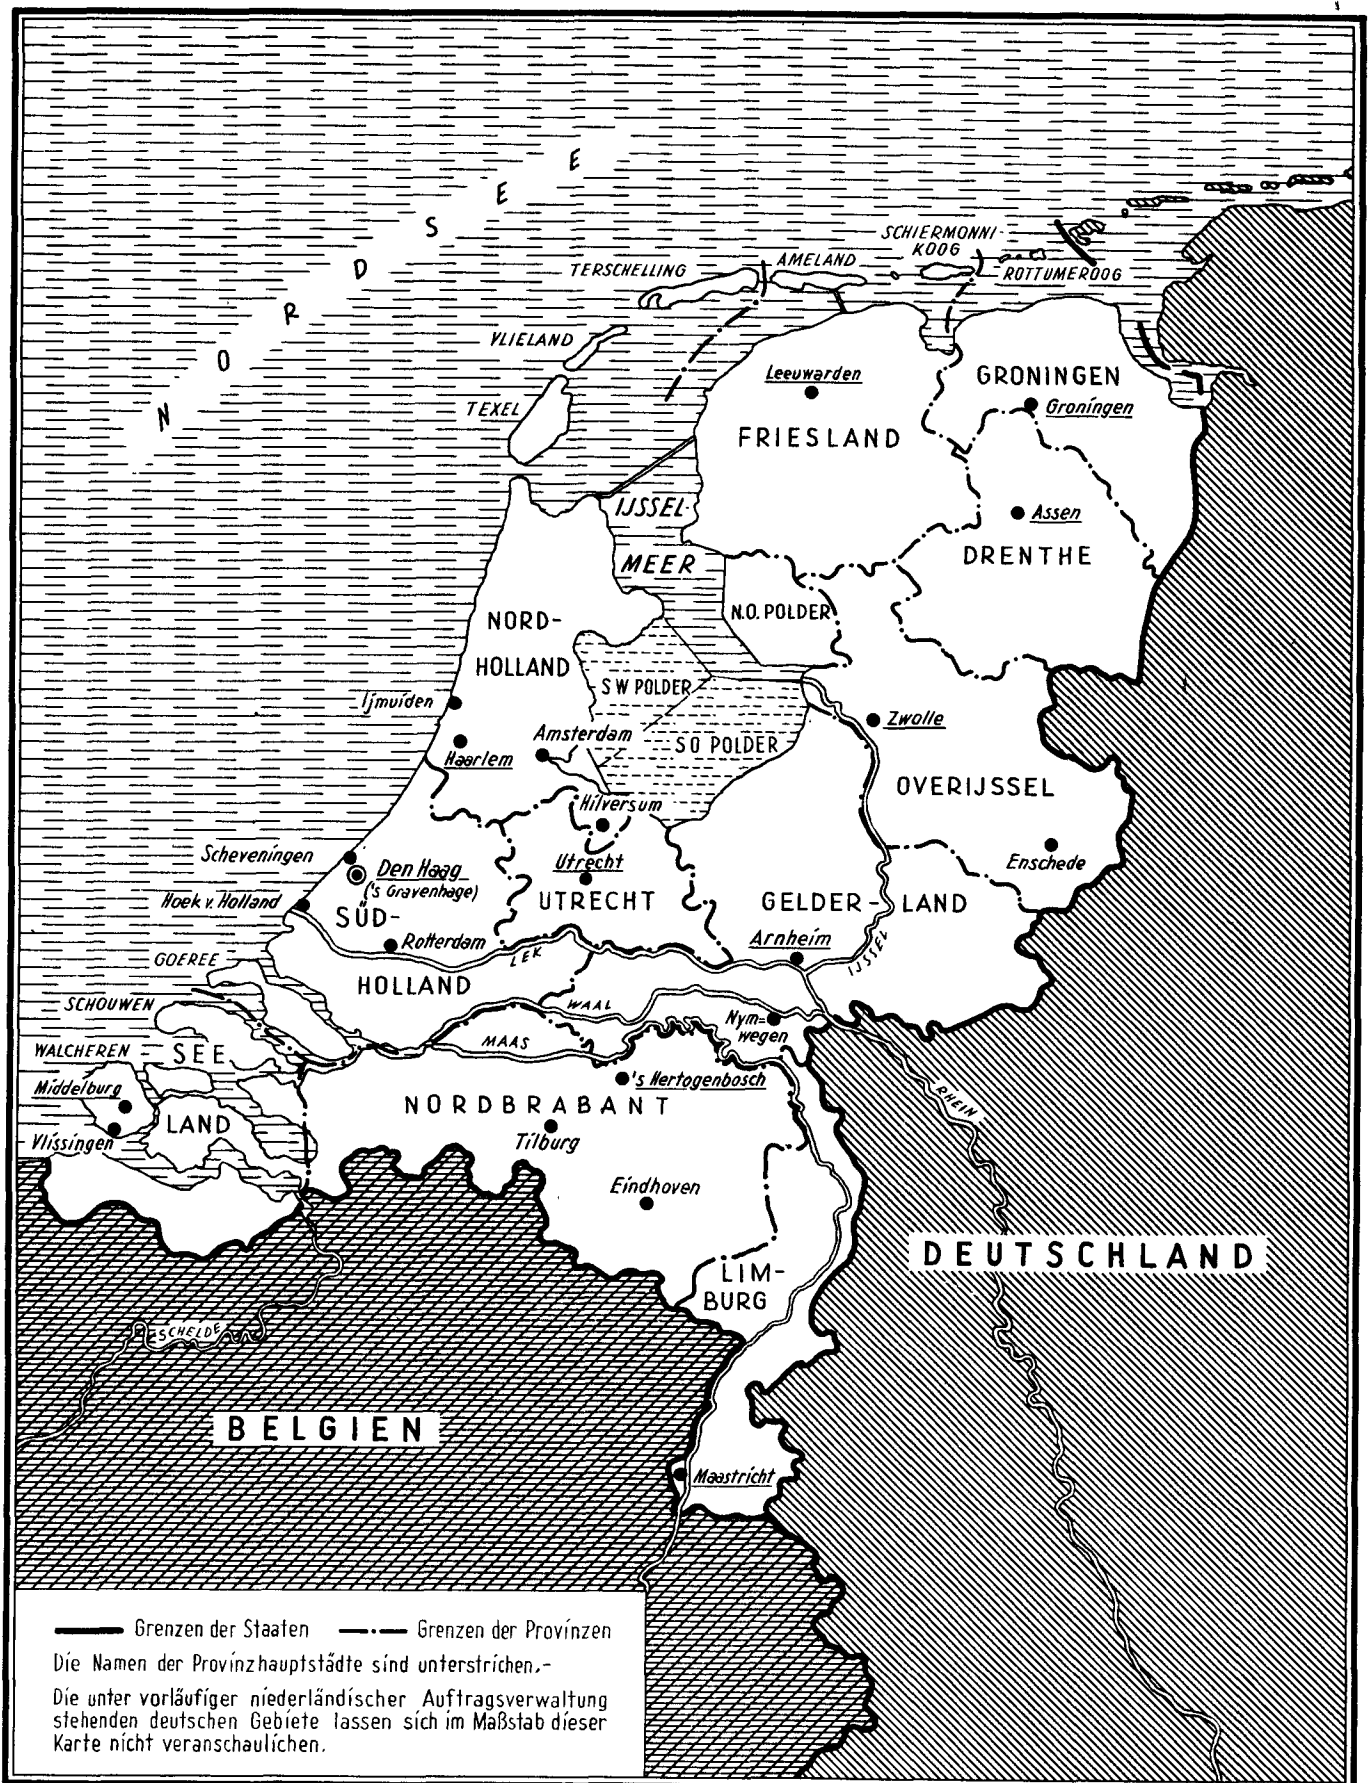 NORDSEE
SCHIERMONNI-
KOOG
AMELAND
TERSCHELLING
ROTTUMEROOG
VLIELAND
Leeuwarden
GRONINGEN
TEXEL
Groningen
FRIESLAND
IJSSEL-
Assen
MEER
DRENTHE
NORD-
N.O. POLDER
HOLLAND
S W POLDER
Ijmuiden
Zwolle
Amsterdam
S O POLDER
Haarlem
OVERIJSSEL
Hilversum
Scheveningen
Utrecht
Enschede
Den Haag
('s Gravenhage)
Hoek v. Holland
UTRECHT
GELDER-LAND
SÜD-
Rotterdam
Arnheim
LEK
IJSSEL
GOEREE
HOLLAND
SCHOUWEN
WAAL
Nym=
wegen
MAAS
WALCHEREN
SEE
Middelburg
's Hertogenbosch
RHEIN
NORDBRABANT
LAND
Vlissingen
Tilburg
Eindhoven
DEUTSCHLAND
LIM-
BURG
SCHELDE
BELGIEN
Maastricht
Grenzen der Staaten
Grenzen der Provinzen
Die Namen der Provinzhauptstädte sind unterstrichen.-
Die unter vorläufiger niederländischer Auftragsverwaltung
stehenden deutschen Gebiete lassen sich im Maßstab dieser
Karte nicht veranschaulichen.